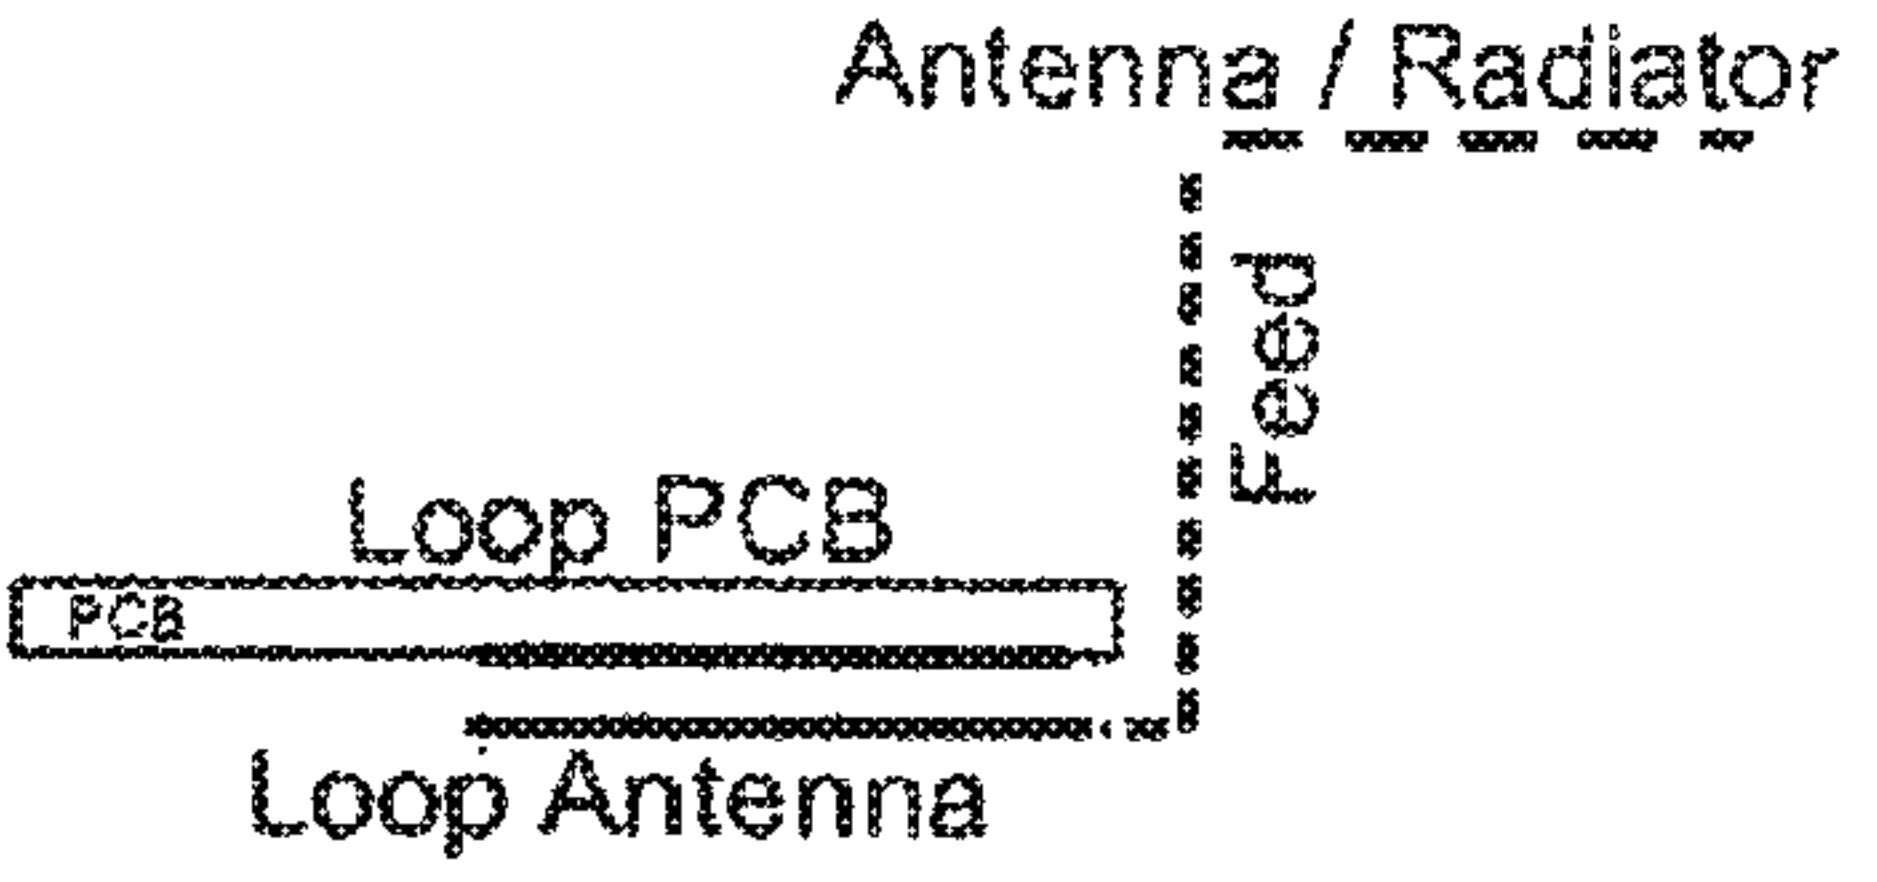 Antenna / Radiator
Feed
Loop PCB
PCB
Loop Antenna